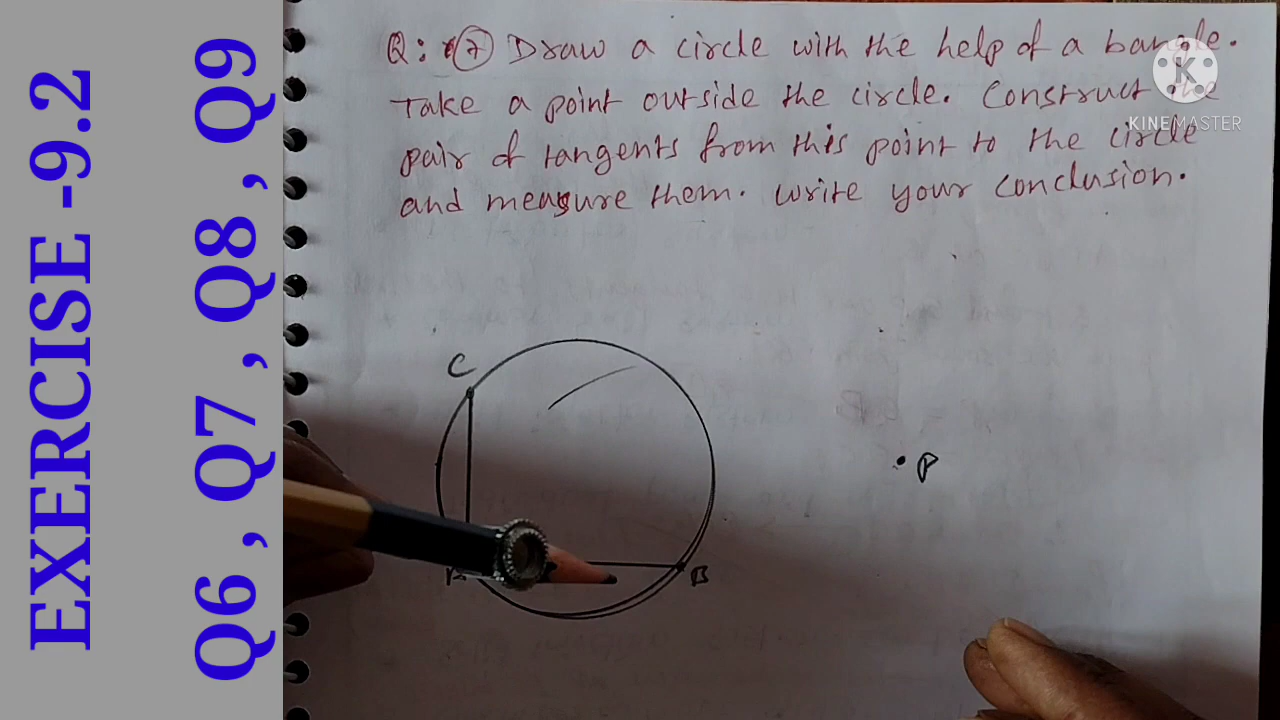 EXERCISE -9.2
Q6 , Q7 , Q8 , Q9
Q: 7 Draw a circle with the help of a bangle.
Take a point outside the circle. Construct the
pair of tangents from this point to the circle
and measure them. Write your conclusion.
K
KINEMASTER
C
P
B